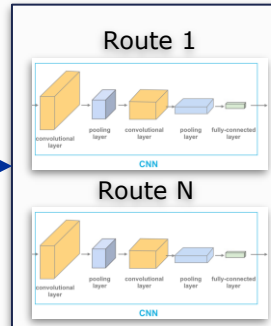 Route 1
convolutional layer
pooling layer
convolutional layer
pooling layer
fully-connected layer
CNN
Route N
convolutional layer
pooling layer
convolutional layer
pooling layer
fully-connected layer
CNN